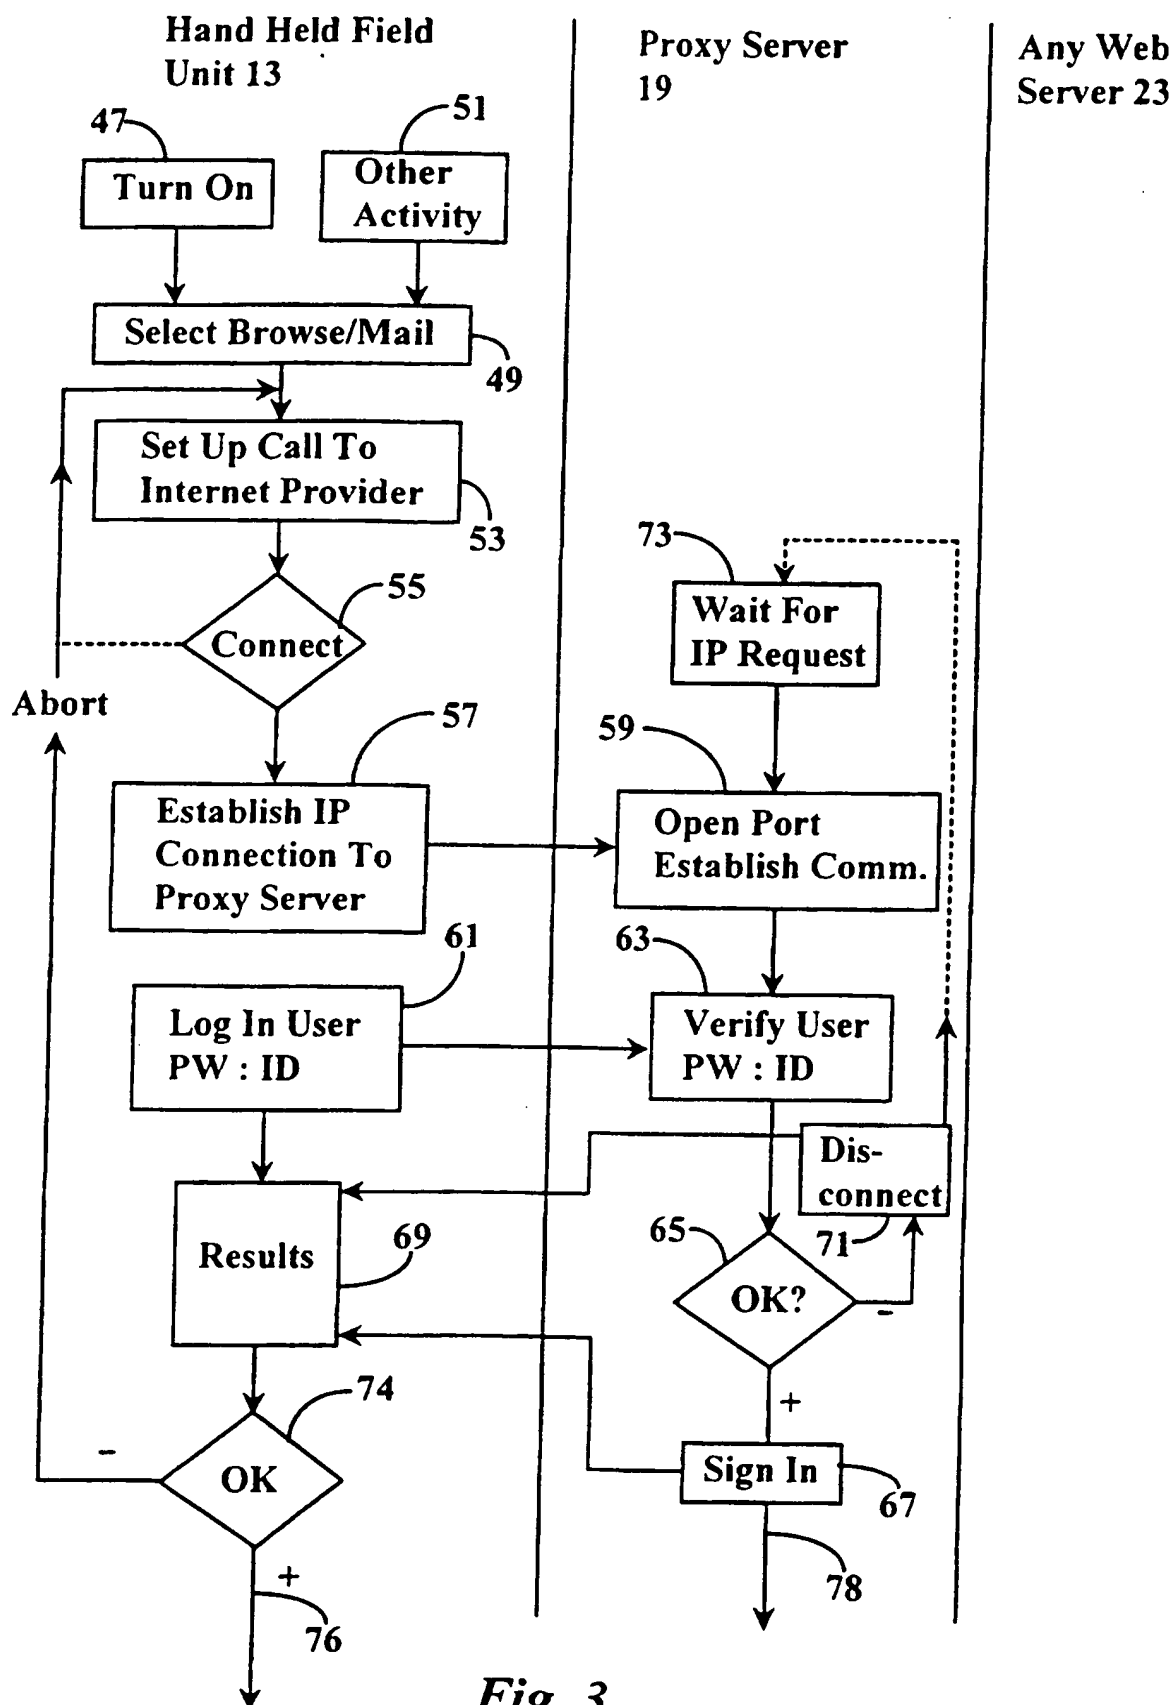 Hand Held Field
Unit 13
Proxy Server
19
Any Web
Server 23
47
51
Turn On
Other
Activity
Select Browse/Mail
49
Set Up Call To
Internet Provider
53
55
Connect
Abort
57
Establish IP
Connection To
Proxy Server
61
Log In User
PW : ID
Results
69
74
-
OK
+
76
73
Wait For
IP Request
59
Open Port
Establish Comm.
63
Verify User
PW : ID
Dis-
connect
71
65
OK?
-
+
Sign In
67
78
Fig. 3